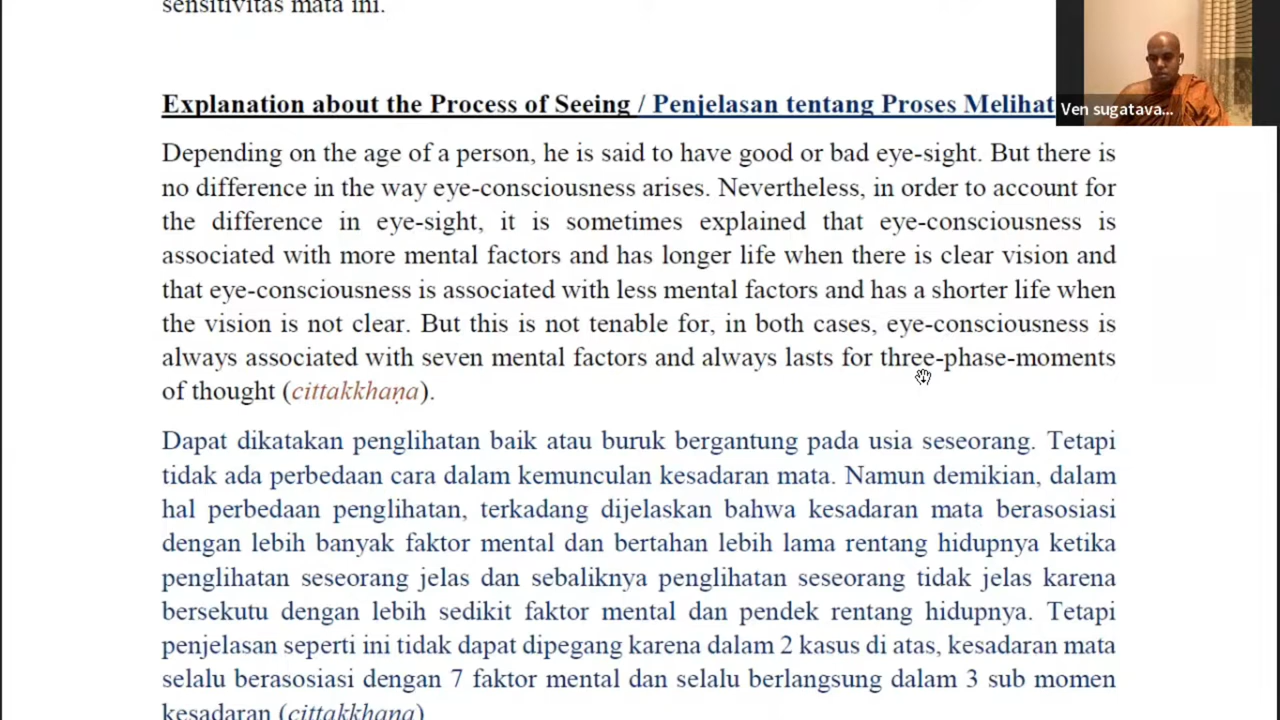 sensitivitas mata ini.
Explanation about the Process of Seeing / Penjelasan tentang Proses Melihat
Ven sugatava...
Depending on the age of a person, he is said to have good or bad eye-sight. But there is
no difference in the way eye-consciousness arises. Nevertheless, in order to account for
the difference in eye-sight, it is sometimes explained that eye-consciousness is
associated with more mental factors and has longer life when there is clear vision and
that eye-consciousness is associated with less mental factors and has a shorter life when
the vision is not clear. But this is not tenable for, in both cases, eye-consciousness is
always associated with seven mental factors and always lasts for three-phase-moments
of thought (cittakkhaṇa).
Dapat dikatakan penglihatan baik atau buruk bergantung pada usia seseorang. Tetapi
tidak ada perbedaan cara dalam kemunculan kesadaran mata. Namun demikian, dalam
hal perbedaan penglihatan, terkadang dijelaskan bahwa kesadaran mata berasosiasi
dengan lebih banyak faktor mental dan bertahan lebih lama rentang hidupnya ketika
penglihatan seseorang jelas dan sebaliknya penglihatan seseorang tidak jelas karena
bersekutu dengan lebih sedikit faktor mental dan pendek rentang hidupnya. Tetapi
penjelasan seperti ini tidak dapat dipegang karena dalam 2 kasus di atas, kesadaran mata
selalu berasosiasi dengan 7 faktor mental dan selalu berlangsung dalam 3 sub momen
kesadaran (cittakkhaṇa)